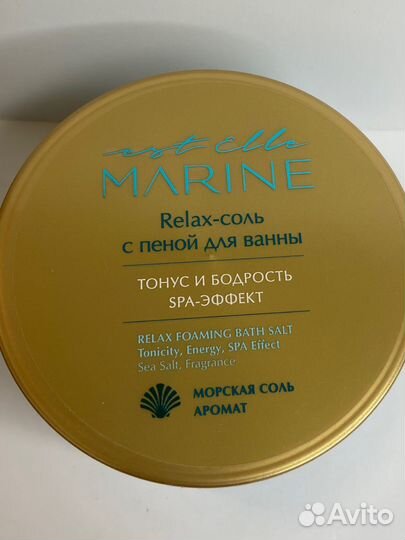 est Elle
MARINE
Relax-соль
с пеной для ванны
ТОНУС И БОДРОСТЬ
SPA-ЭФФЕКТ
RELAX FOAMING BATH SALT
Tonicity, Energy, SPA Effect
Sea Salt, Fragrance
МОРСКАЯ СОЛЬ
АРОМАТ
Avito